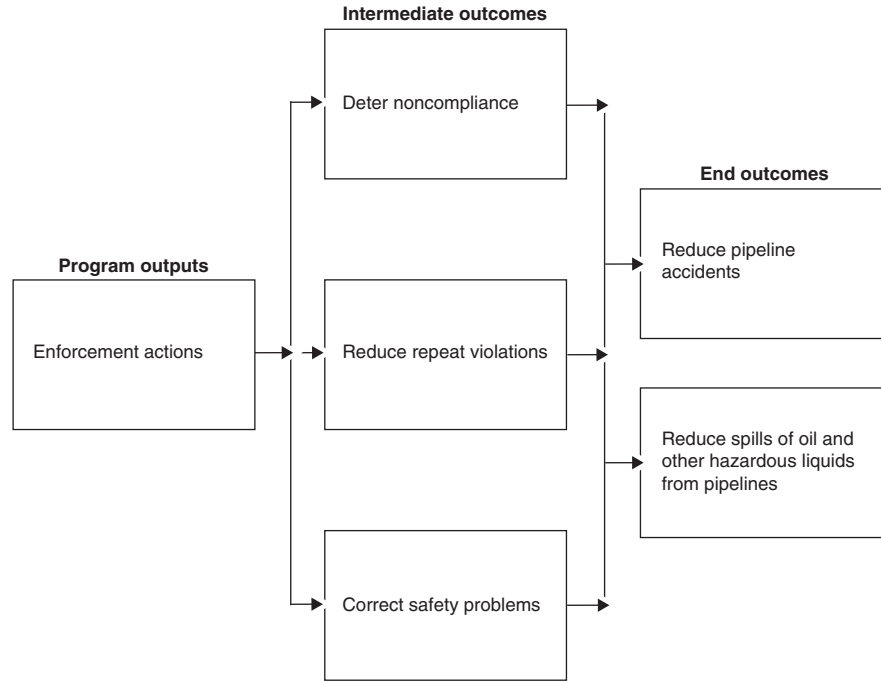 Intermediate outcomes
Deter noncompliance
End outcomes
Reduce pipeline
accidents
Program outputs
Enforcement actions
Reduce repeat violations
Reduce spills of oil and
other hazardous liquids
from pipelines
Correct safety problems